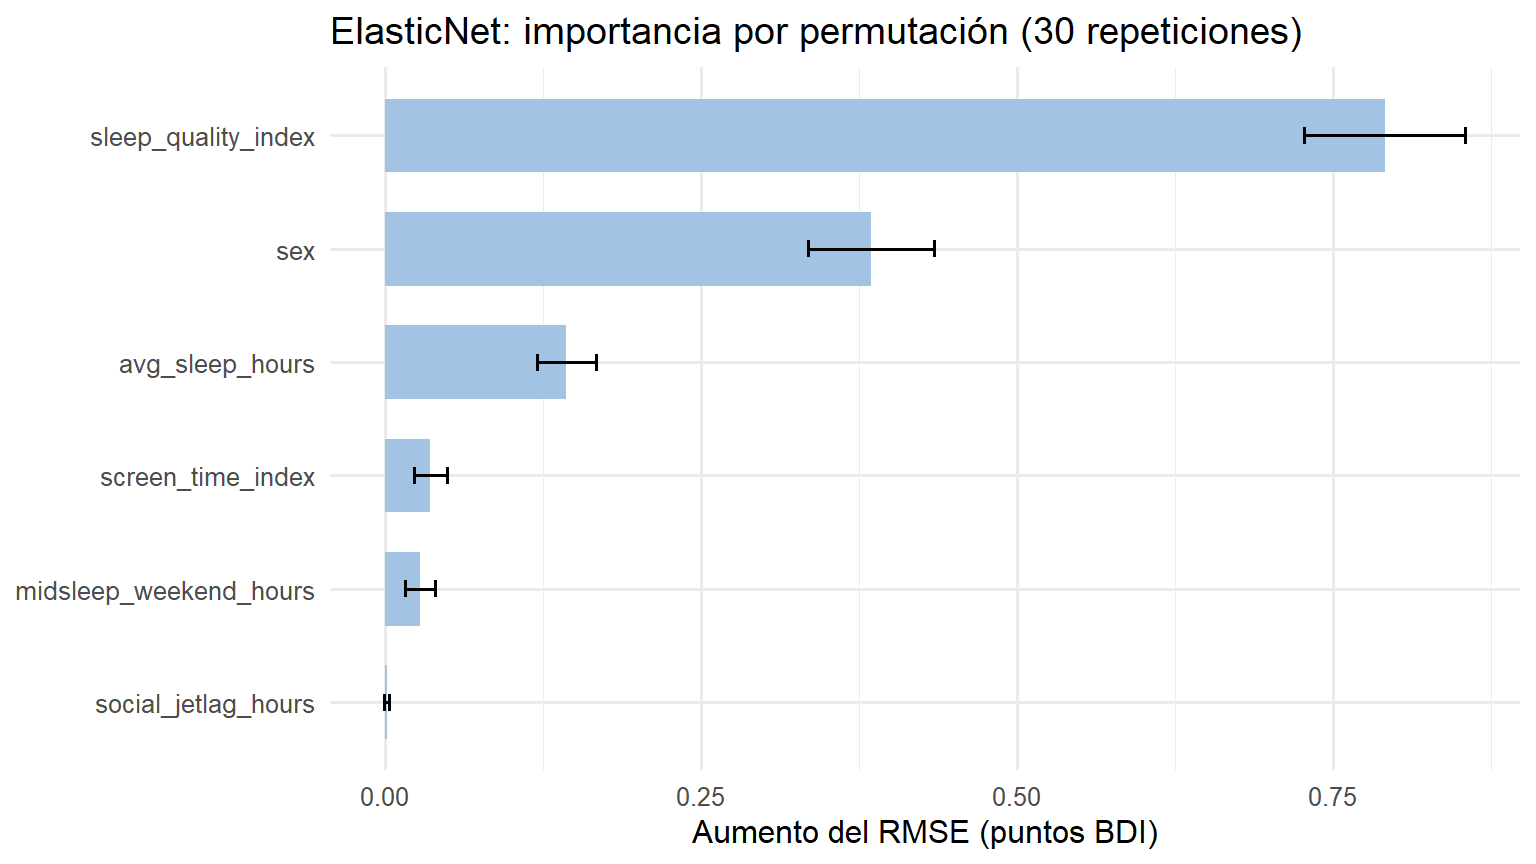 ElasticNet: importancia por permutación (30 repeticiones)
sleep_quality_index
sex
avg_sleep_hours
screen_time_index
midsleep_weekend_hours
social_jetlag_hours
0.00 0.25 0.50 0.75
Aumento del RMSE (puntos BDI)